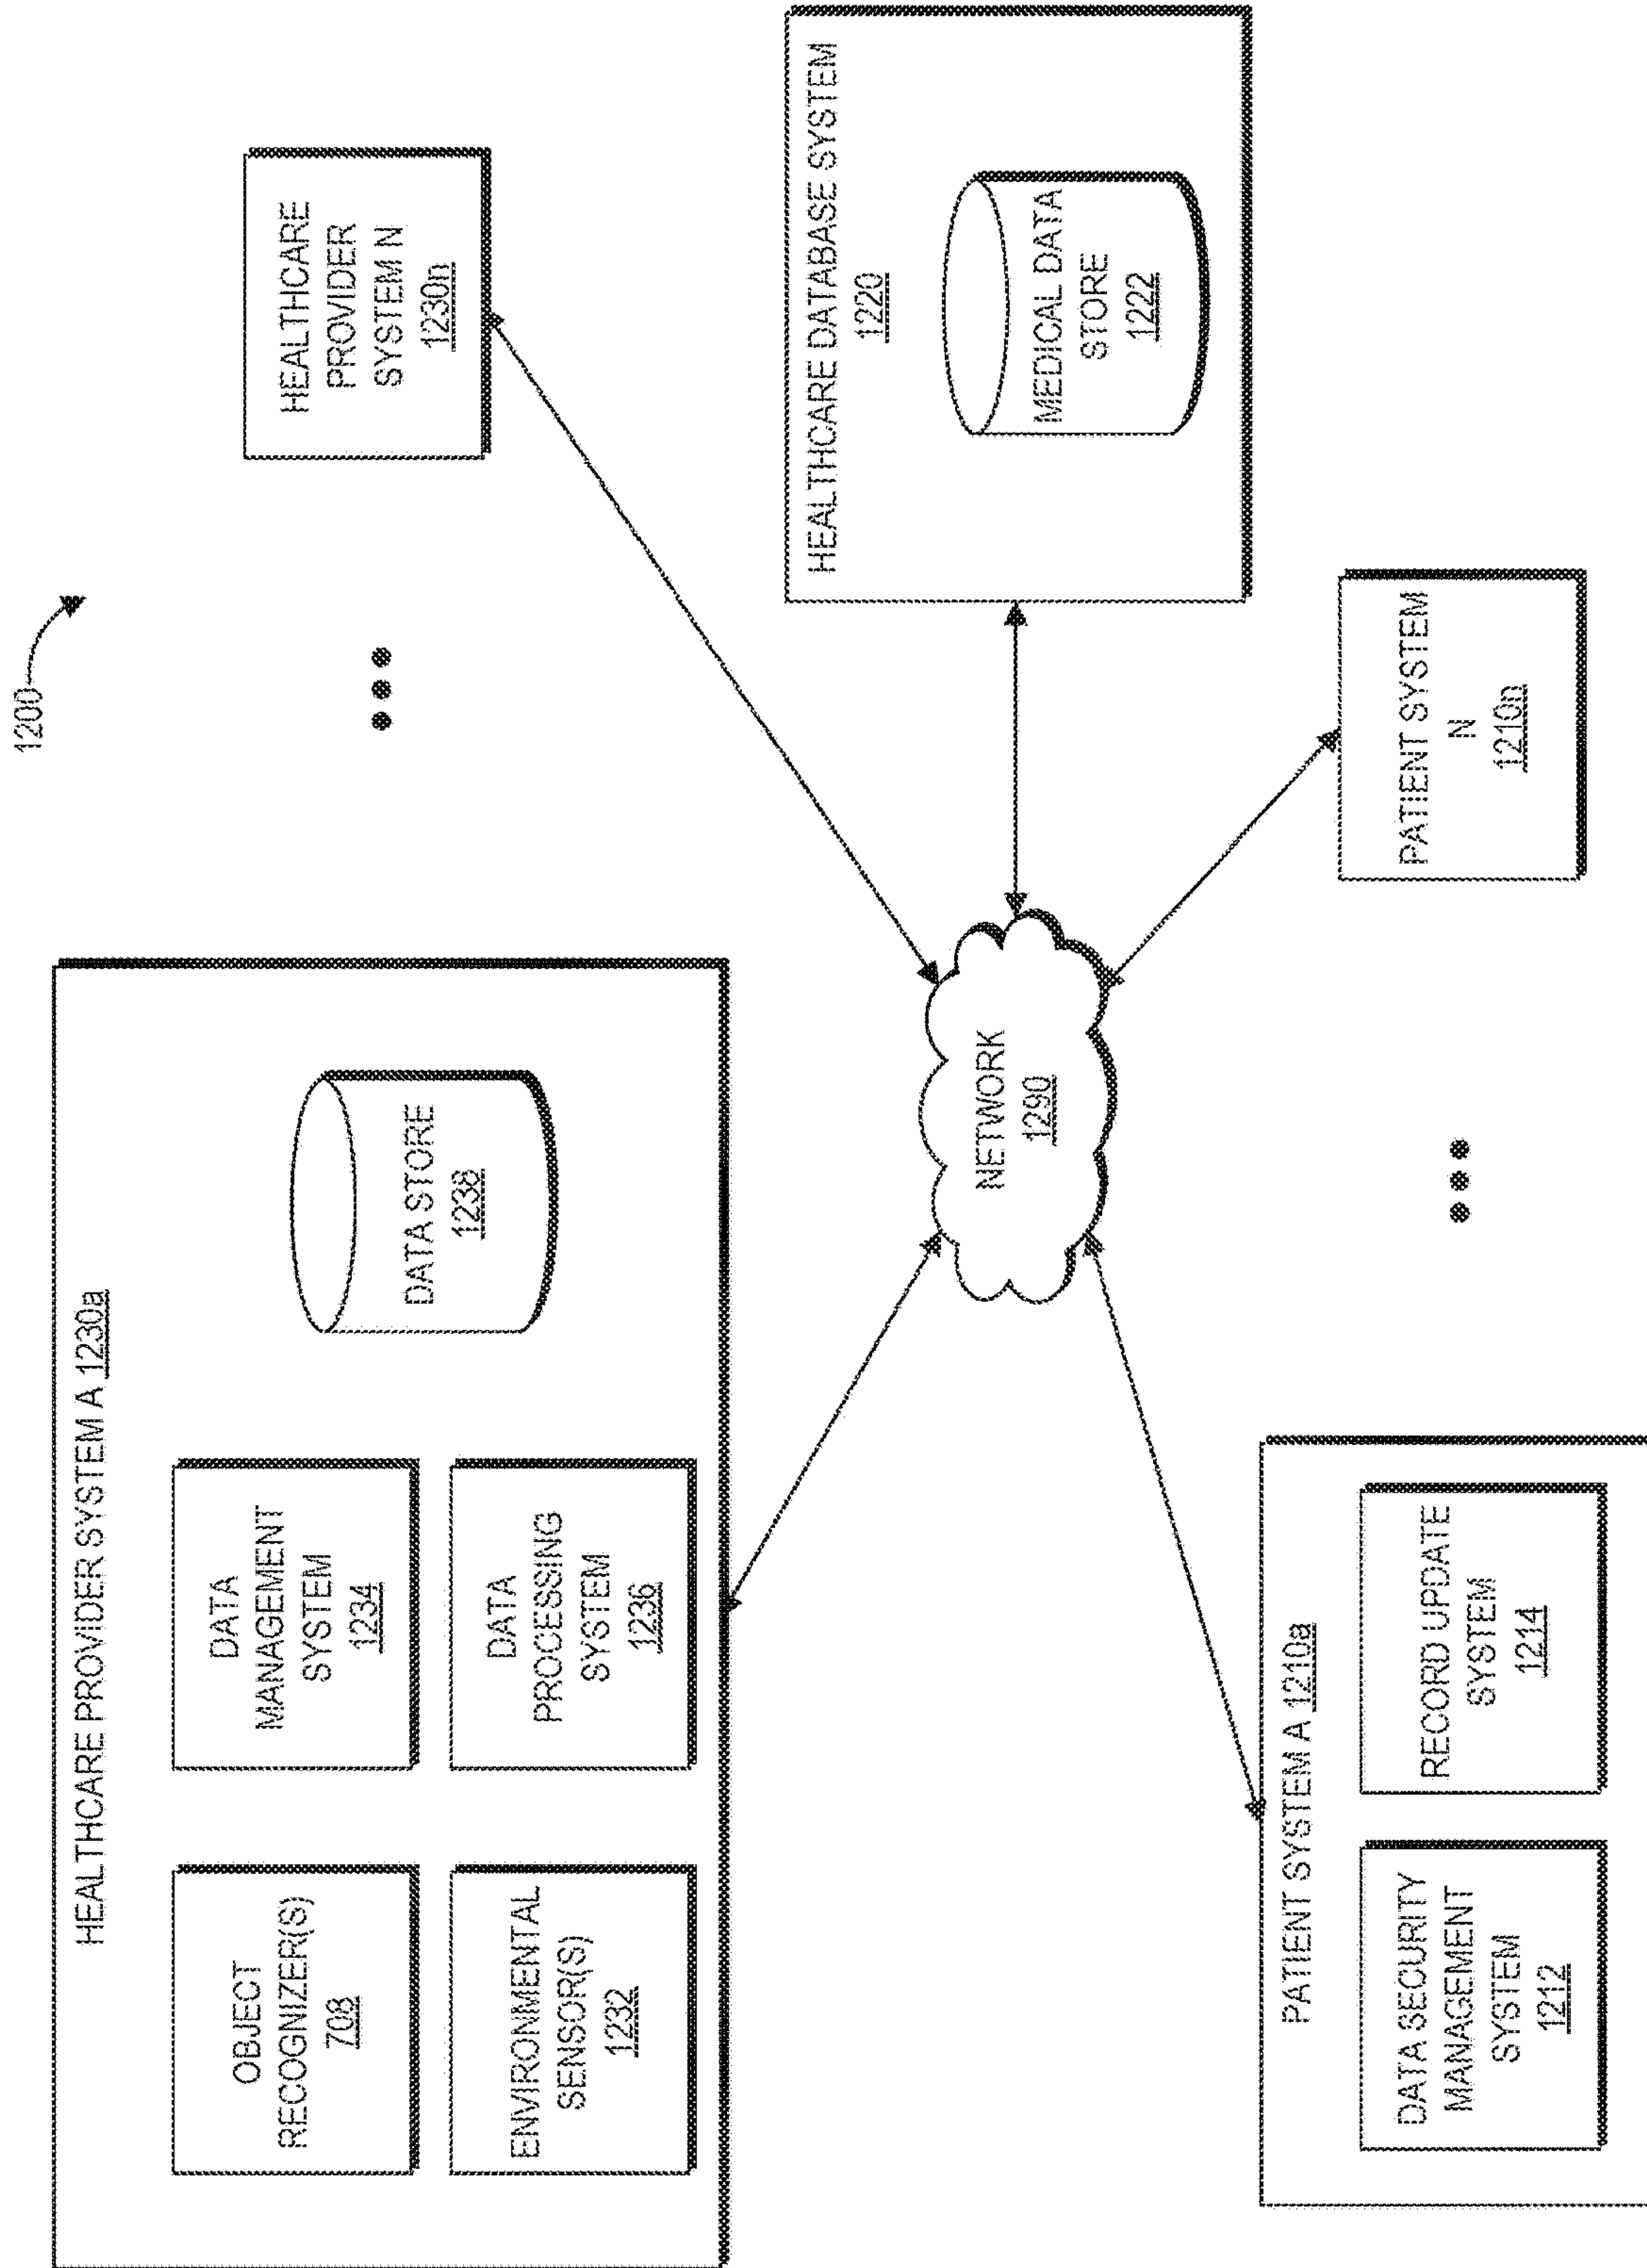 1200
HEALTHCARE PROVIDER SYSTEM A 1230a
OBJECT
RECOGNIZER(S)
708
DATA
MANAGEMENT
SYSTEM
1234
ENVIRONMENTAL
SENSOR(S)
1232
DATA
PROCESSING
SYSTEM
1236
DATA STORE
1238
HEALTHCARE
PROVIDER
SYSTEM N
1230n
NETWORK
1290
HEALTHCARE DATABASE SYSTEM
1220
MEDICAL DATA
STORE
1222
PATIENT SYSTEM A 1210a
DATA SECURITY
MANAGEMENT
SYSTEM
1212
RECORD UPDATE
SYSTEM
1214
PATIENT SYSTEM
N
1210n